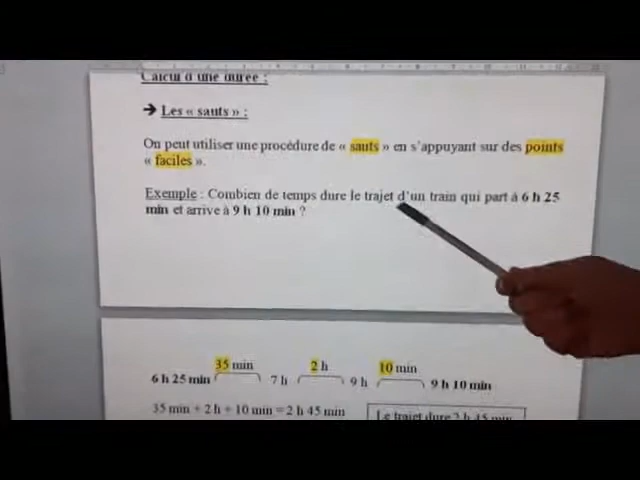 Calcul d'une durée :
➔ Les « sauts » :
On peut utiliser une procédure de « sauts » en s'appuyant sur des points
« faciles ».
Exemple : Combien de temps dure le trajet d'un train qui part à 6 h 25
min et arrive à 9 h 10 min ?
35 min 2 h 10 min
6 h 25 min 7 h 9 h 9 h 10 min
35 min + 2 h + 10 min = 2 h 45 min
Le trajet dure 2 h 45 min